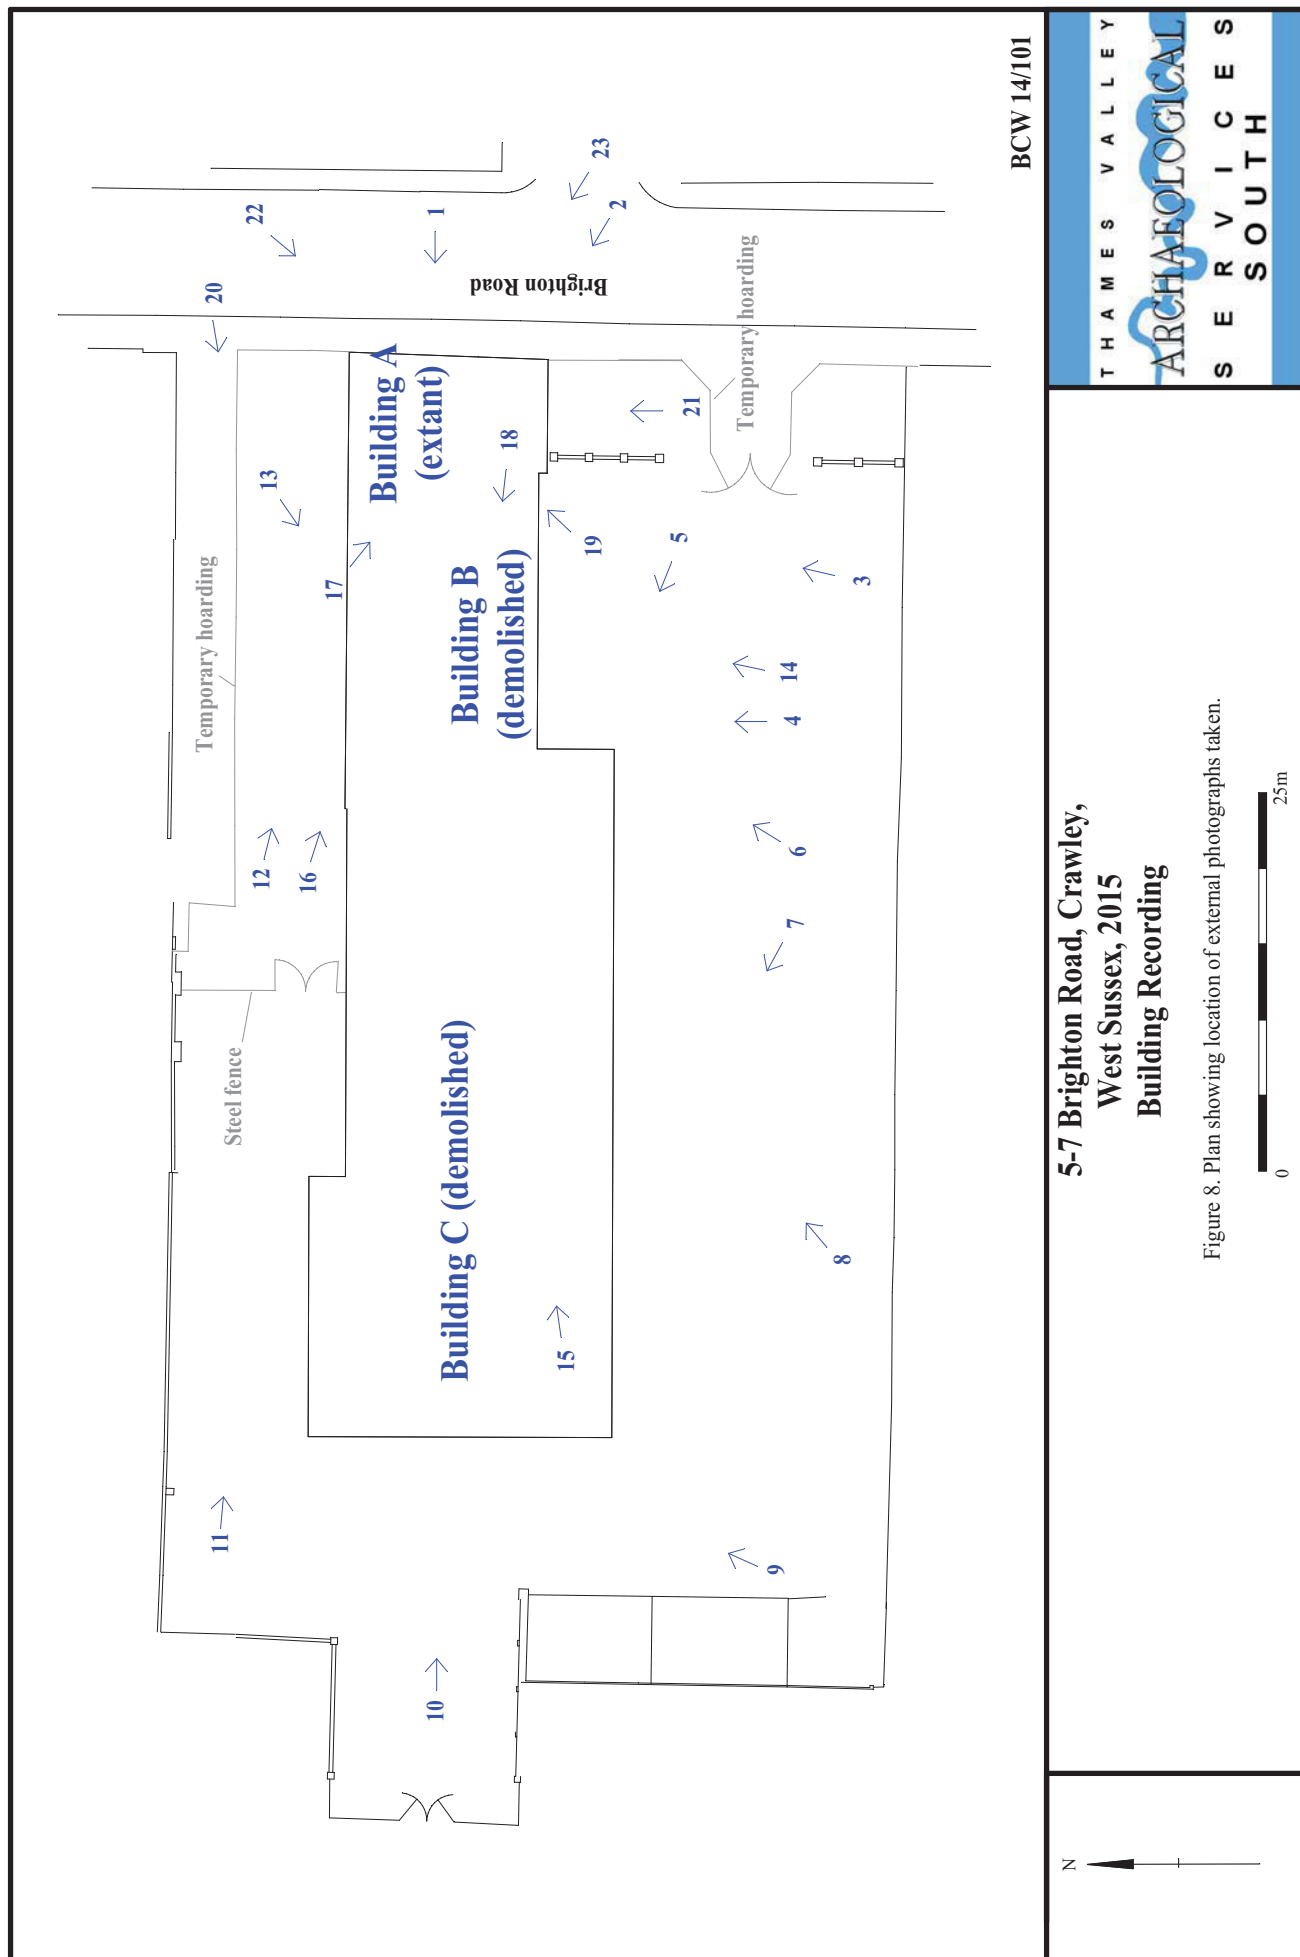 BCW 14/101
22
20
1
23
2
Brighton Road
Building A
(extant)
13
18
21
Temporary hoarding
Temporary hoarding
17
19
5
3
Building B
(demolished)
14
4
12
16
6
7
Steel fence
Building C (demolished)
8
15
11
9
10
5-7 Brighton Road, Crawley,
West Sussex, 2015
Building Recording
Figure 8. Plan showing location of external photographs taken.
0
25m
N
THAMES VALLEY
ARCHAEOLOGICAL
SERVICES
SOUTH